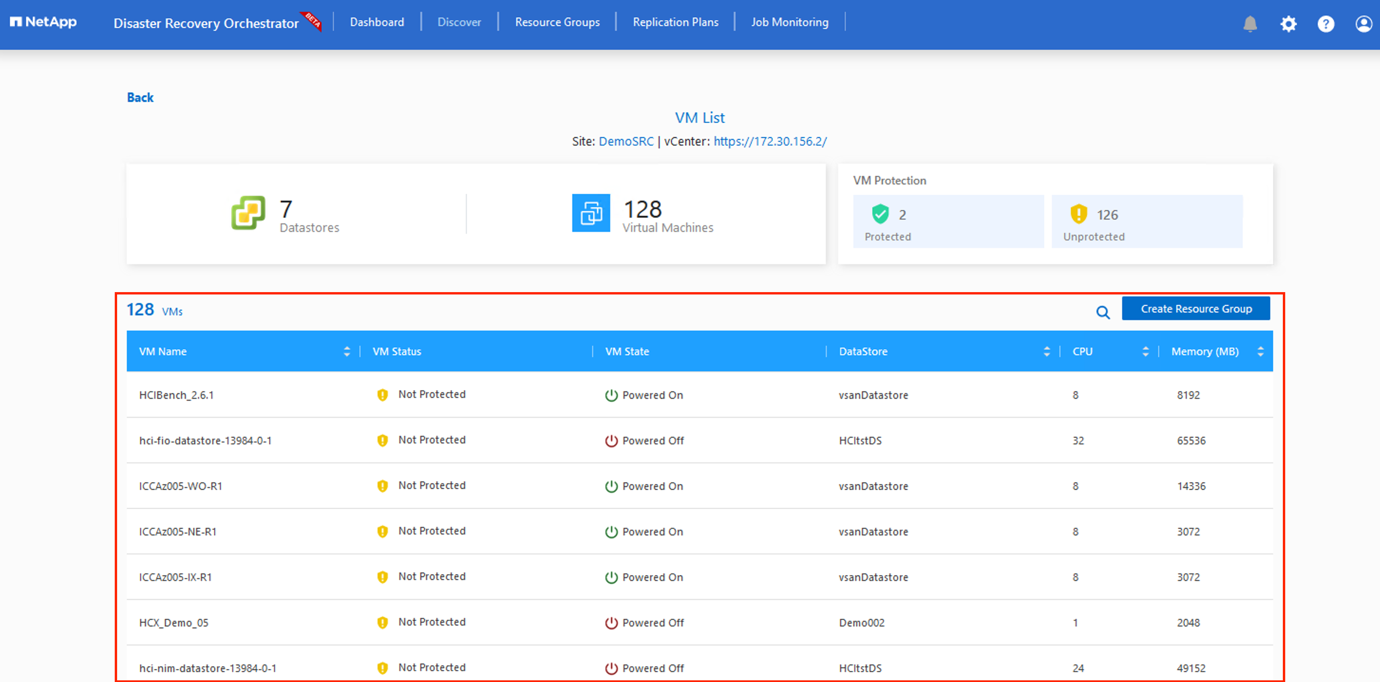 NetApp Disaster Recovery Orchestrator BETA Dashboard Discover Resource Groups Replication Plans Job Monitoring
Back
VM List
Site: DemoSRC | vCenter: https://172.30.156.2/
7
Datastores
128
Virtual Machines
VM Protection
2
Protected
126
Unprotected
128 VMs
Create Resource Group
VM Name VM Status VM State DataStore CPU Memory (MB)
HCIBench_2.6.1 Not Protected Powered On vsanDatastore 8 8192
hci-fio-datastore-13984-0-1 Not Protected Powered Off HCItstDS 32 65536
ICCAz005-WO-R1 Not Protected Powered On vsanDatastore 8 14336
ICCAz005-NE-R1 Not Protected Powered On vsanDatastore 8 3072
ICCAz005-IX-R1 Not Protected Powered On vsanDatastore 8 3072
HCX_Demo_05 Not Protected Powered Off Demo002 1 2048
hci-nim-datastore-13984-0-1 Not Protected Powered Off HCItstDS 24 49152